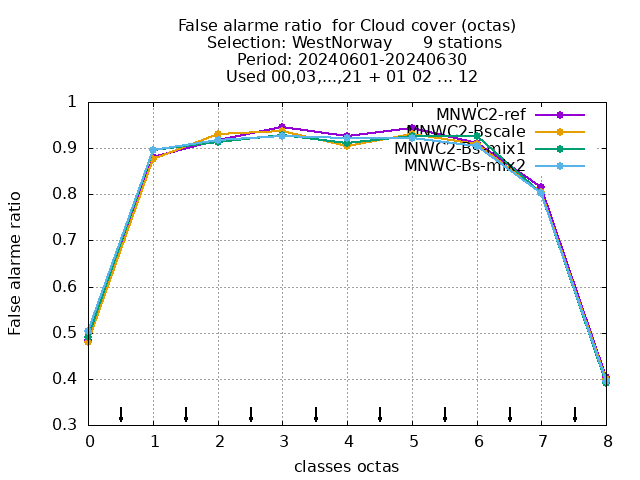 False alarme ratio  for Cloud cover (octas)
Selection: WestNorway      9 stations
Period: 20240601-20240630
Used 00,03,...,21 + 01 02 ... 12
MNWC2-ref
MNWC2-Bscale
MNWC2-Bs-mix1
MNWC-Bs-mix2
False alarme ratio
1
0.9
0.8
0.7
0.6
0.5
0.4
0.3
0 1 2 3 4 5 6 7 8
classes octas